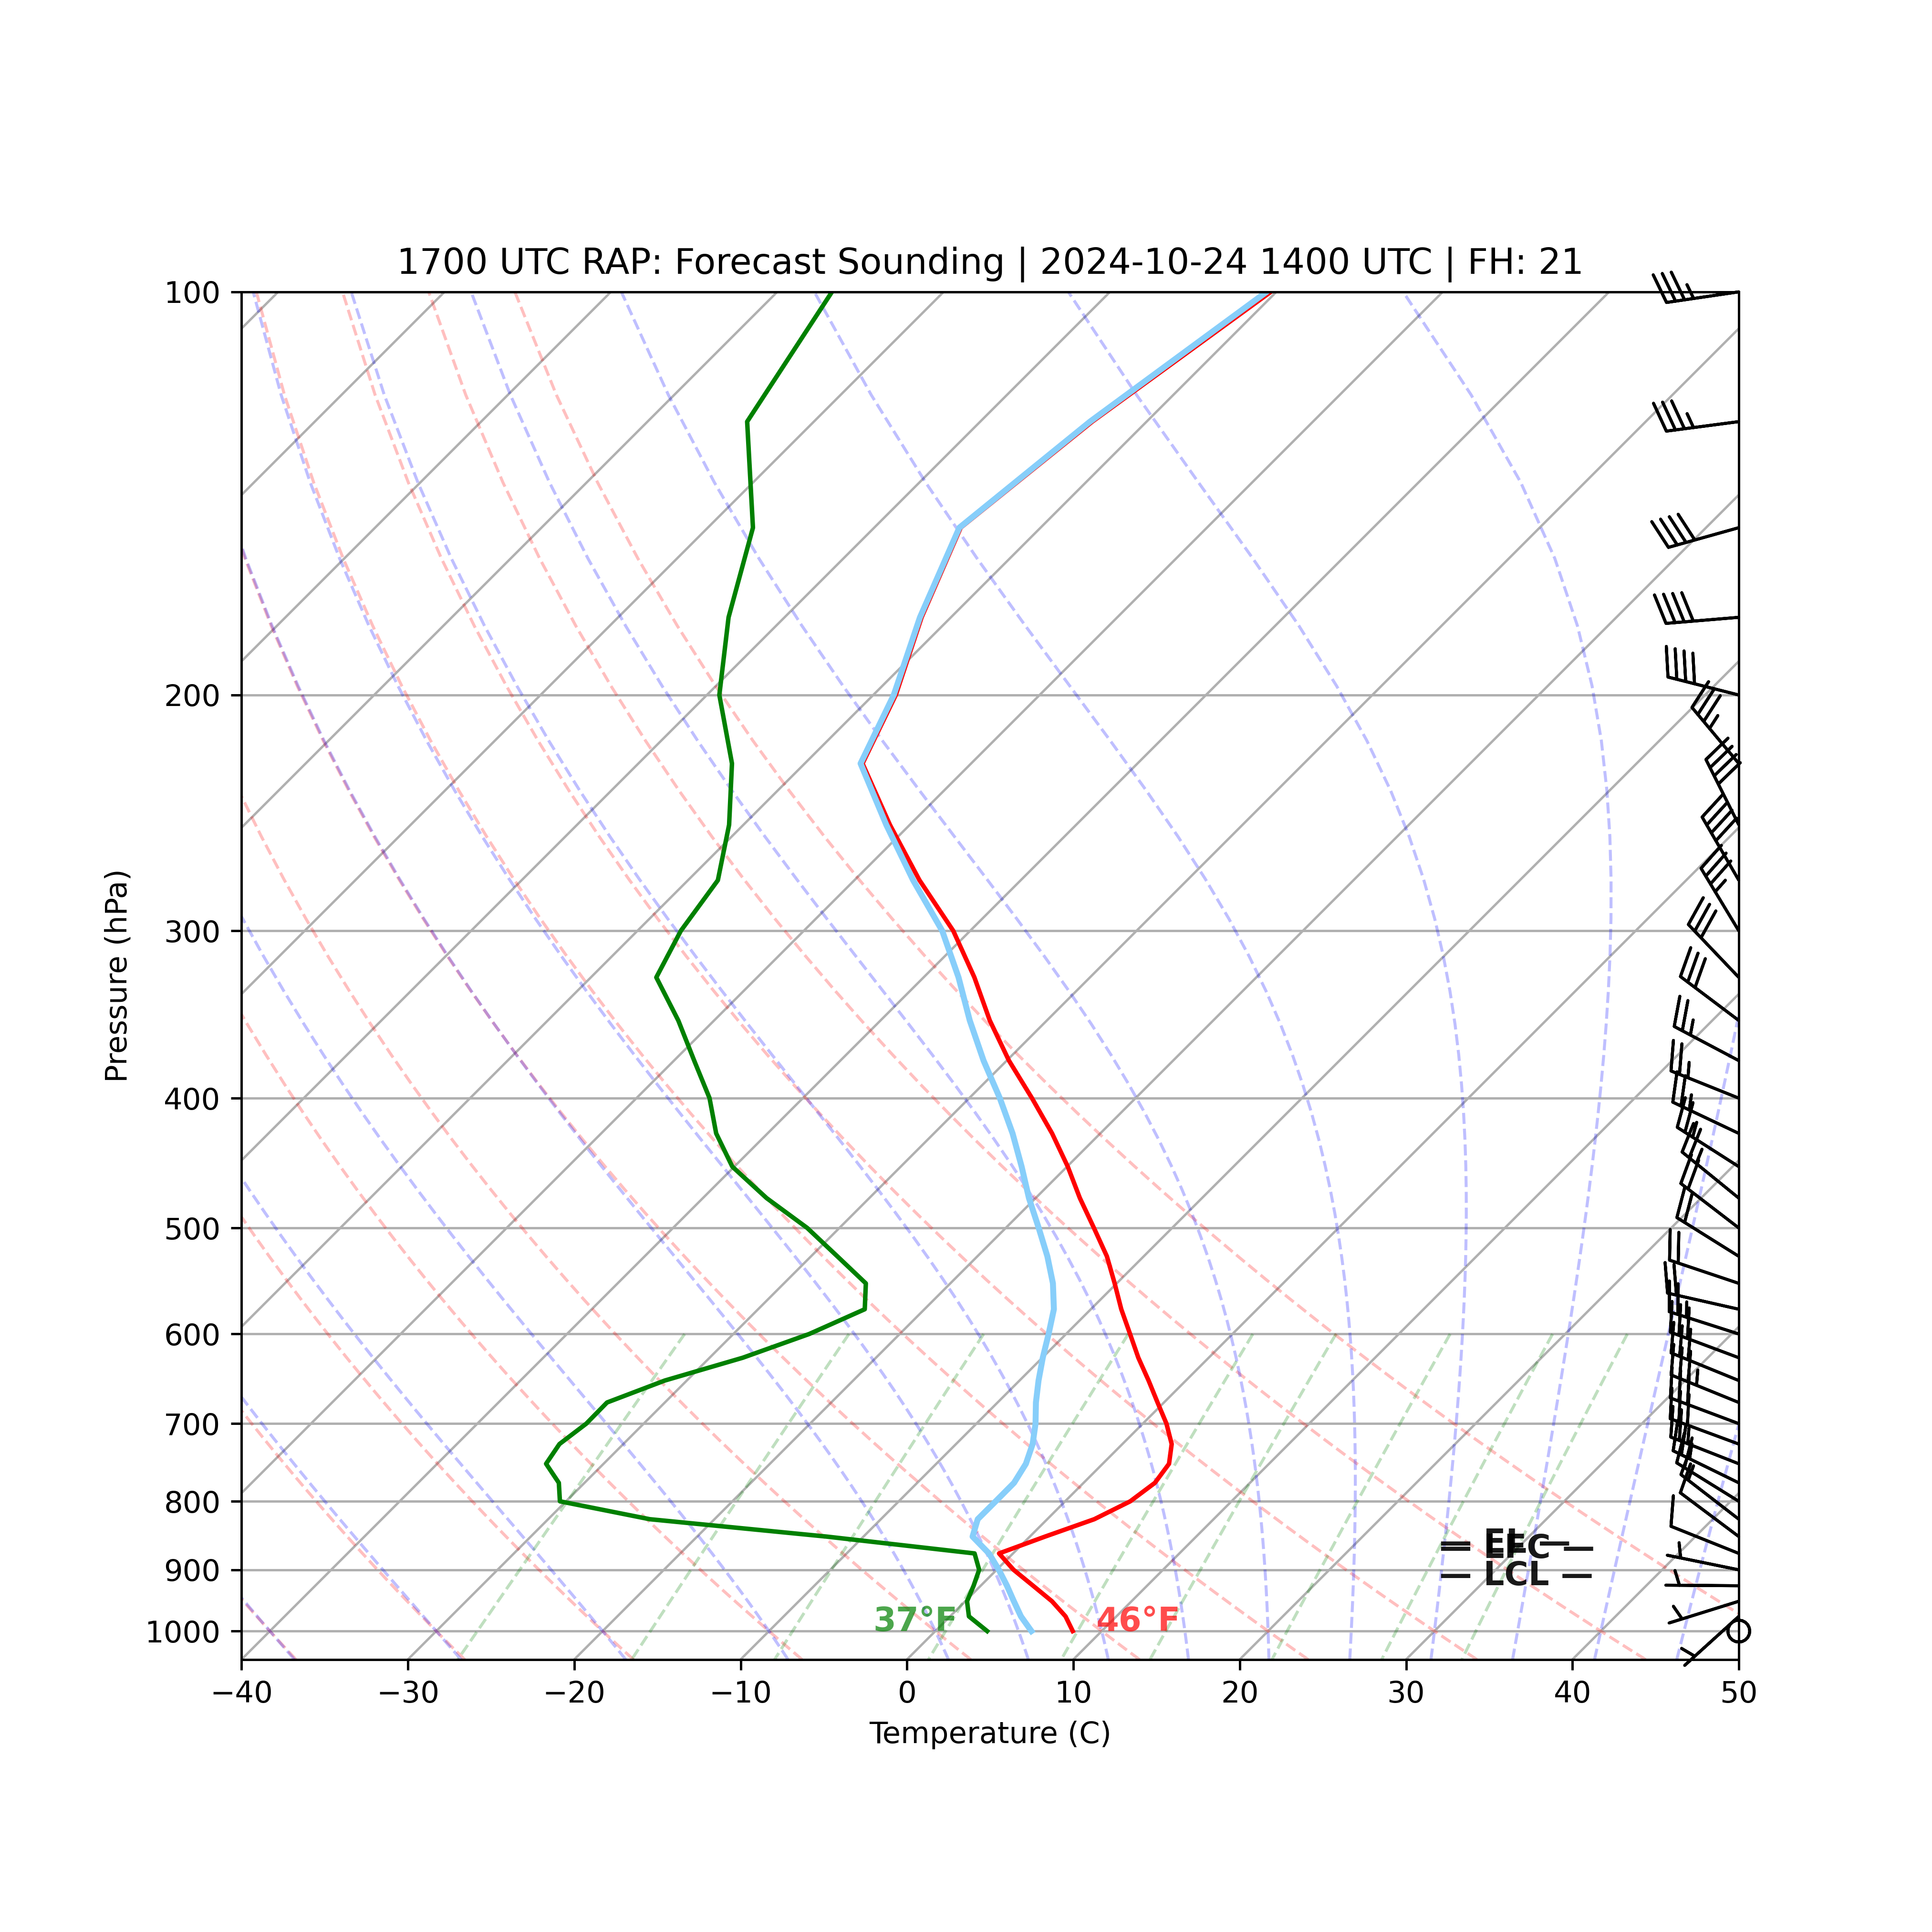 1700 UTC RAP: Forecast Sounding | 2024-10-24 1400 UTC | FH: 21
100
200
300
400
500
600
700
800
900
1000
Pressure (hPa)
— EL —
— LFC —
— LCL —
37°F
46°F
−40 −30 −20 −10 0 10 20 30 40 50
Temperature (C)